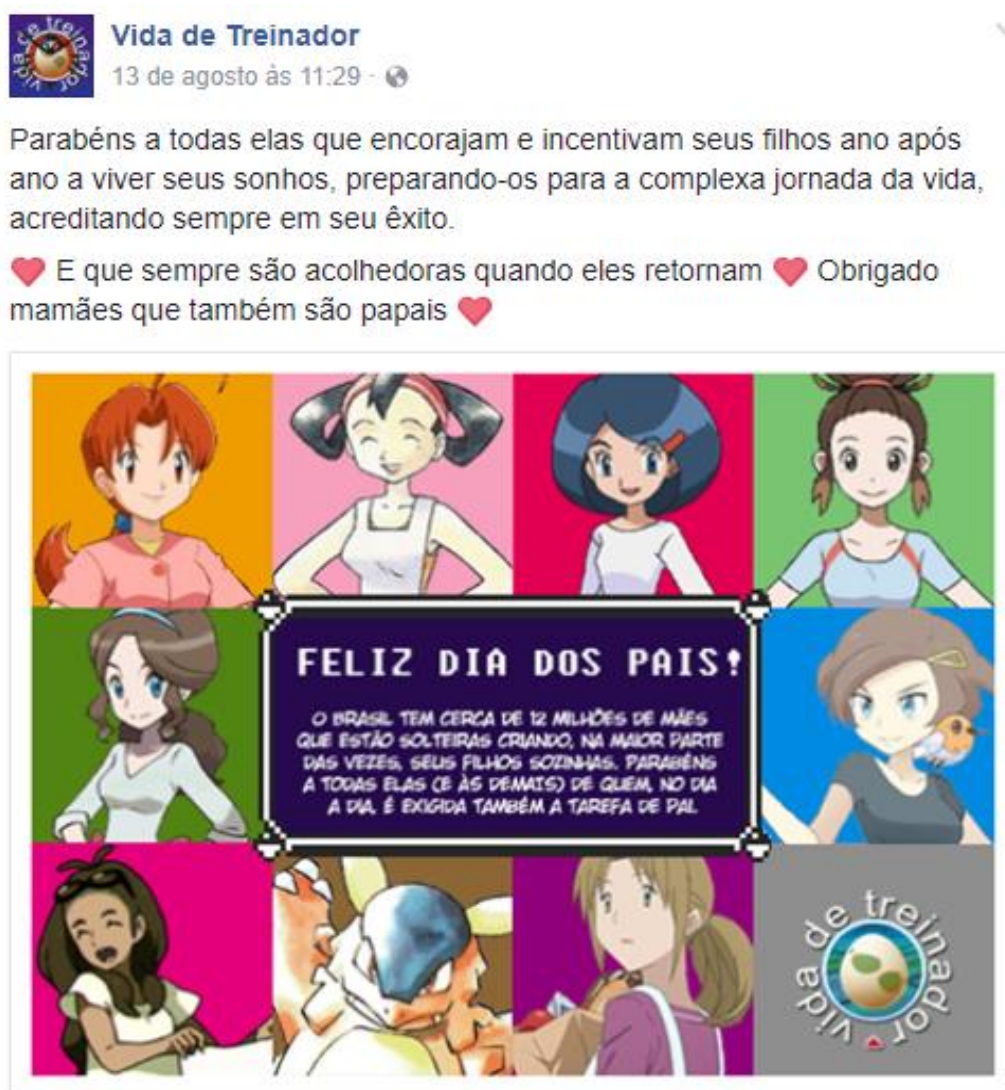 vida de treinador
Vida de Treinador
13 de agosto às 11:29 ·
Parabéns a todas elas que encorajam e incentivam seus filhos ano após
ano a viver seus sonhos, preparando-os para a complexa jornada da vida,
acreditando sempre em seu êxito.
❤ E que sempre são acolhedoras quando eles retornam ❤ Obrigado
mamães que também são papais ❤
FELIZ DIA DOS PAIS!
O BRASIL TEM CERCA DE 12 MILHÕES DE MÃES
QUE ESTÃO SOLTEIRAS CRIANDO, NA MAIOR PARTE
DAS VEZES, SEUS FILHOS SOZINHAS. PARABÉNS
A TODAS ELAS (E ÀS DEMAIS) DE QUEM, NO DIA
A DIA, É EXIGIDA TAMBÉM A TAREFA DE PAI.
vida de treinador